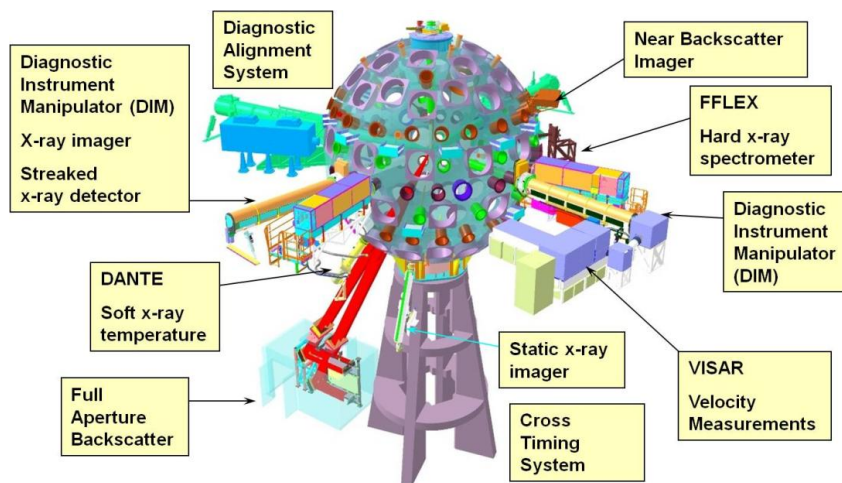 Diagnostic
Instrument
Manipulator (DIM)
X-ray imager
Streaked
x-ray detector
Diagnostic
Alignment
System
Near Backscatter
Imager
FFLEX
Hard x-ray
spectrometer
Diagnostic
Instrument
Manipulator
(DIM)
DANTE
Soft x-ray
temperature
Static x-ray
imager
VISAR
Velocity
Measurements
Full
Aperture
Backscatter
Cross
Timing
System